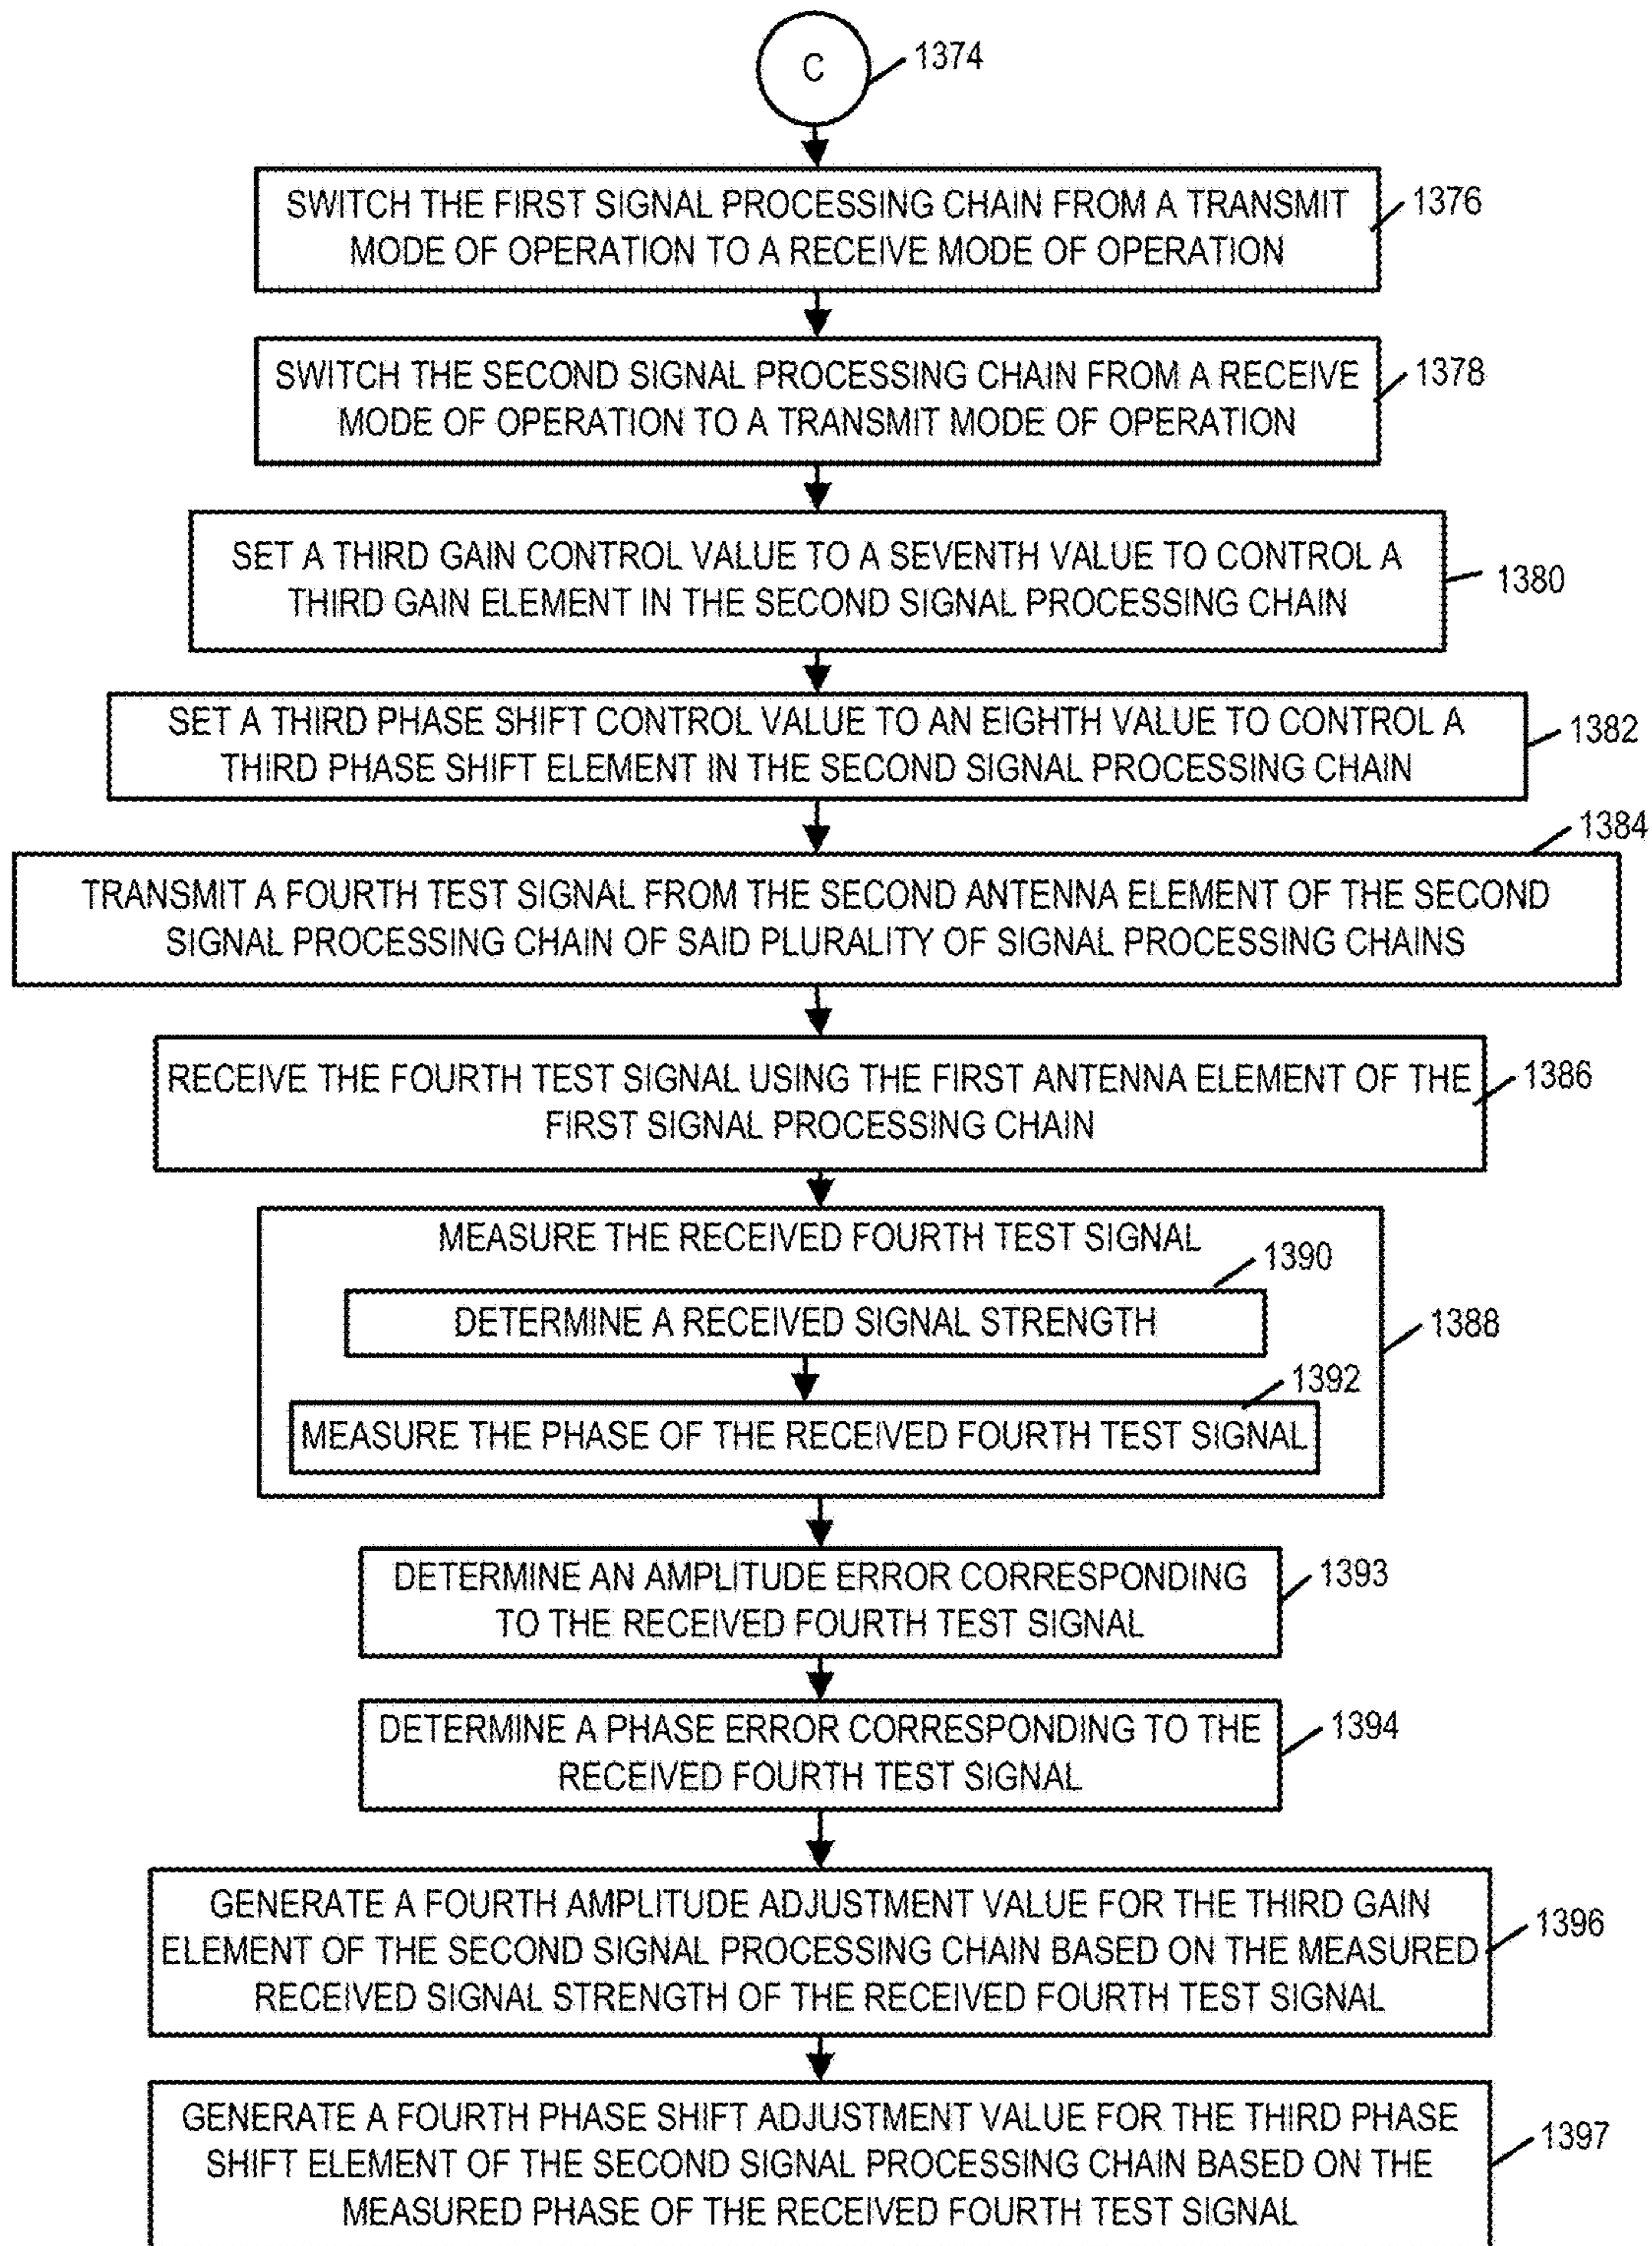 C
1374
SWITCH THE FIRST SIGNAL PROCESSING CHAIN FROM A TRANSMIT
MODE OF OPERATION TO A RECEIVE MODE OF OPERATION
1376
SWITCH THE SECOND SIGNAL PROCESSING CHAIN FROM A RECEIVE
MODE OF OPERATION TO A TRANSMIT MODE OF OPERATION
1378
SET A THIRD GAIN CONTROL VALUE TO A SEVENTH VALUE TO CONTROL A
THIRD GAIN ELEMENT IN THE SECOND SIGNAL PROCESSING CHAIN
1380
SET A THIRD PHASE SHIFT CONTROL VALUE TO AN EIGHTH VALUE TO CONTROL A
THIRD PHASE SHIFT ELEMENT IN THE SECOND SIGNAL PROCESSING CHAIN
1382
1384
TRANSMIT A FOURTH TEST SIGNAL FROM THE SECOND ANTENNA ELEMENT OF THE SECOND
SIGNAL PROCESSING CHAIN OF SAID PLURALITY OF SIGNAL PROCESSING CHAINS
RECEIVE THE FOURTH TEST SIGNAL USING THE FIRST ANTENNA ELEMENT OF THE
FIRST SIGNAL PROCESSING CHAIN
1386
MEASURE THE RECEIVED FOURTH TEST SIGNAL
1390
DETERMINE A RECEIVED SIGNAL STRENGTH
1388
1392
MEASURE THE PHASE OF THE RECEIVED FOURTH TEST SIGNAL
DETERMINE AN AMPLITUDE ERROR CORRESPONDING
TO THE RECEIVED FOURTH TEST SIGNAL
1393
DETERMINE A PHASE ERROR CORRESPONDING TO THE
RECEIVED FOURTH TEST SIGNAL
1394
GENERATE A FOURTH AMPLITUDE ADJUSTMENT VALUE FOR THE THIRD GAIN
ELEMENT OF THE SECOND SIGNAL PROCESSING CHAIN BASED ON THE MEASURED
RECEIVED SIGNAL STRENGTH OF THE RECEIVED FOURTH TEST SIGNAL
1396
GENERATE A FOURTH PHASE SHIFT ADJUSTMENT VALUE FOR THE THIRD PHASE
SHIFT ELEMENT OF THE SECOND SIGNAL PROCESSING CHAIN BASED ON THE
MEASURED PHASE OF THE RECEIVED FOURTH TEST SIGNAL
1397